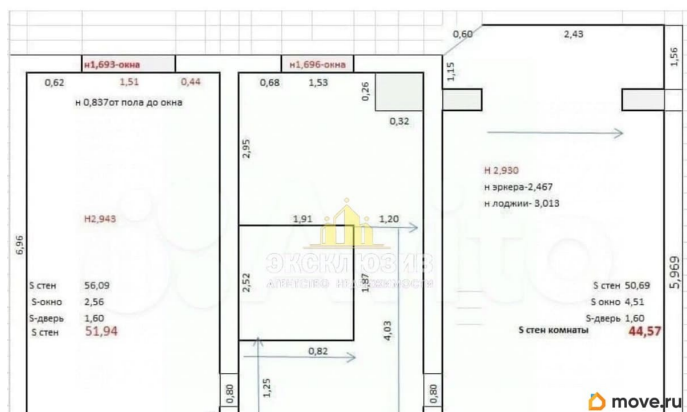 0,60
2,43
н1,693-окна
н1,696-окна
1,56
1,15
0,62
1,51
0,44
0,68
1,53
0,26
н 0,837от пола до окна
0,32
2,95
Н 2,930
н эркера-2,467
н лоджии- 3,013
Н2,943
1,91
1,20
6,96
ЭКСКЛЮЗИВ
АГЕНТСТВО НЕДВИЖИМОСТИ
Avito
5,969
2,52
1,87
S стен 56,09
S-окно 2,56
S-дверь 1,60
S стен 51,94
S стен 50,69
S окно 4,51
S-дверь 1,60
S стен комнаты 44,57
4,03
0,82
0,80
1,25
0,80
move.ru